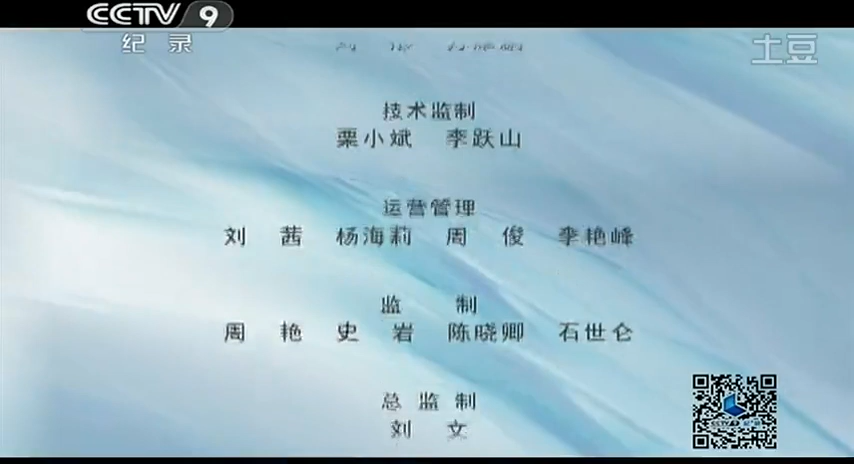 CCTV 9
纪录
土豆
技术监制
栗小斌 李跃山
运营管理
刘 茜 杨海莉 周 俊 李艳峰
监 制
周 艳 史 岩 陈晓卿 石世仑
总监制
刘 文